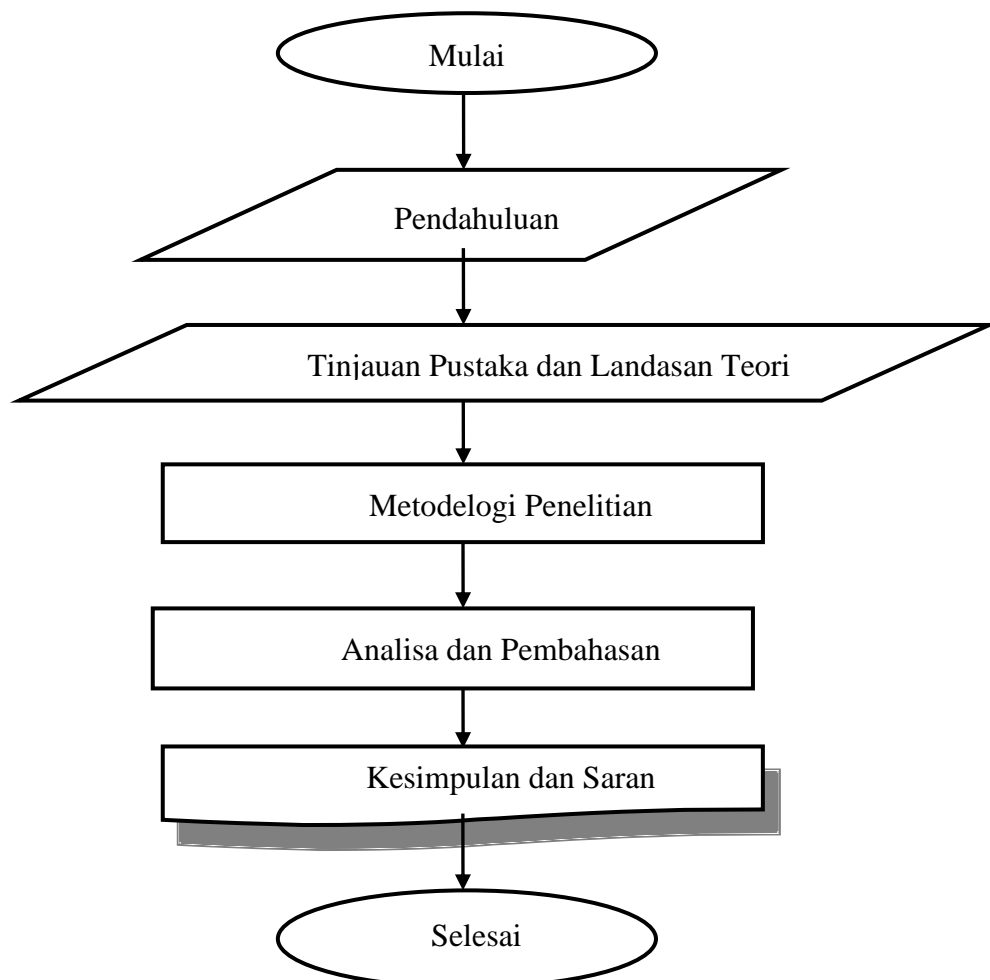 Mulai
Pendahuluan
Tinjauan Pustaka dan Landasan Teori
Metodelogi Penelitian
Analisa dan Pembahasan
Kesimpulan dan Saran
Selesai